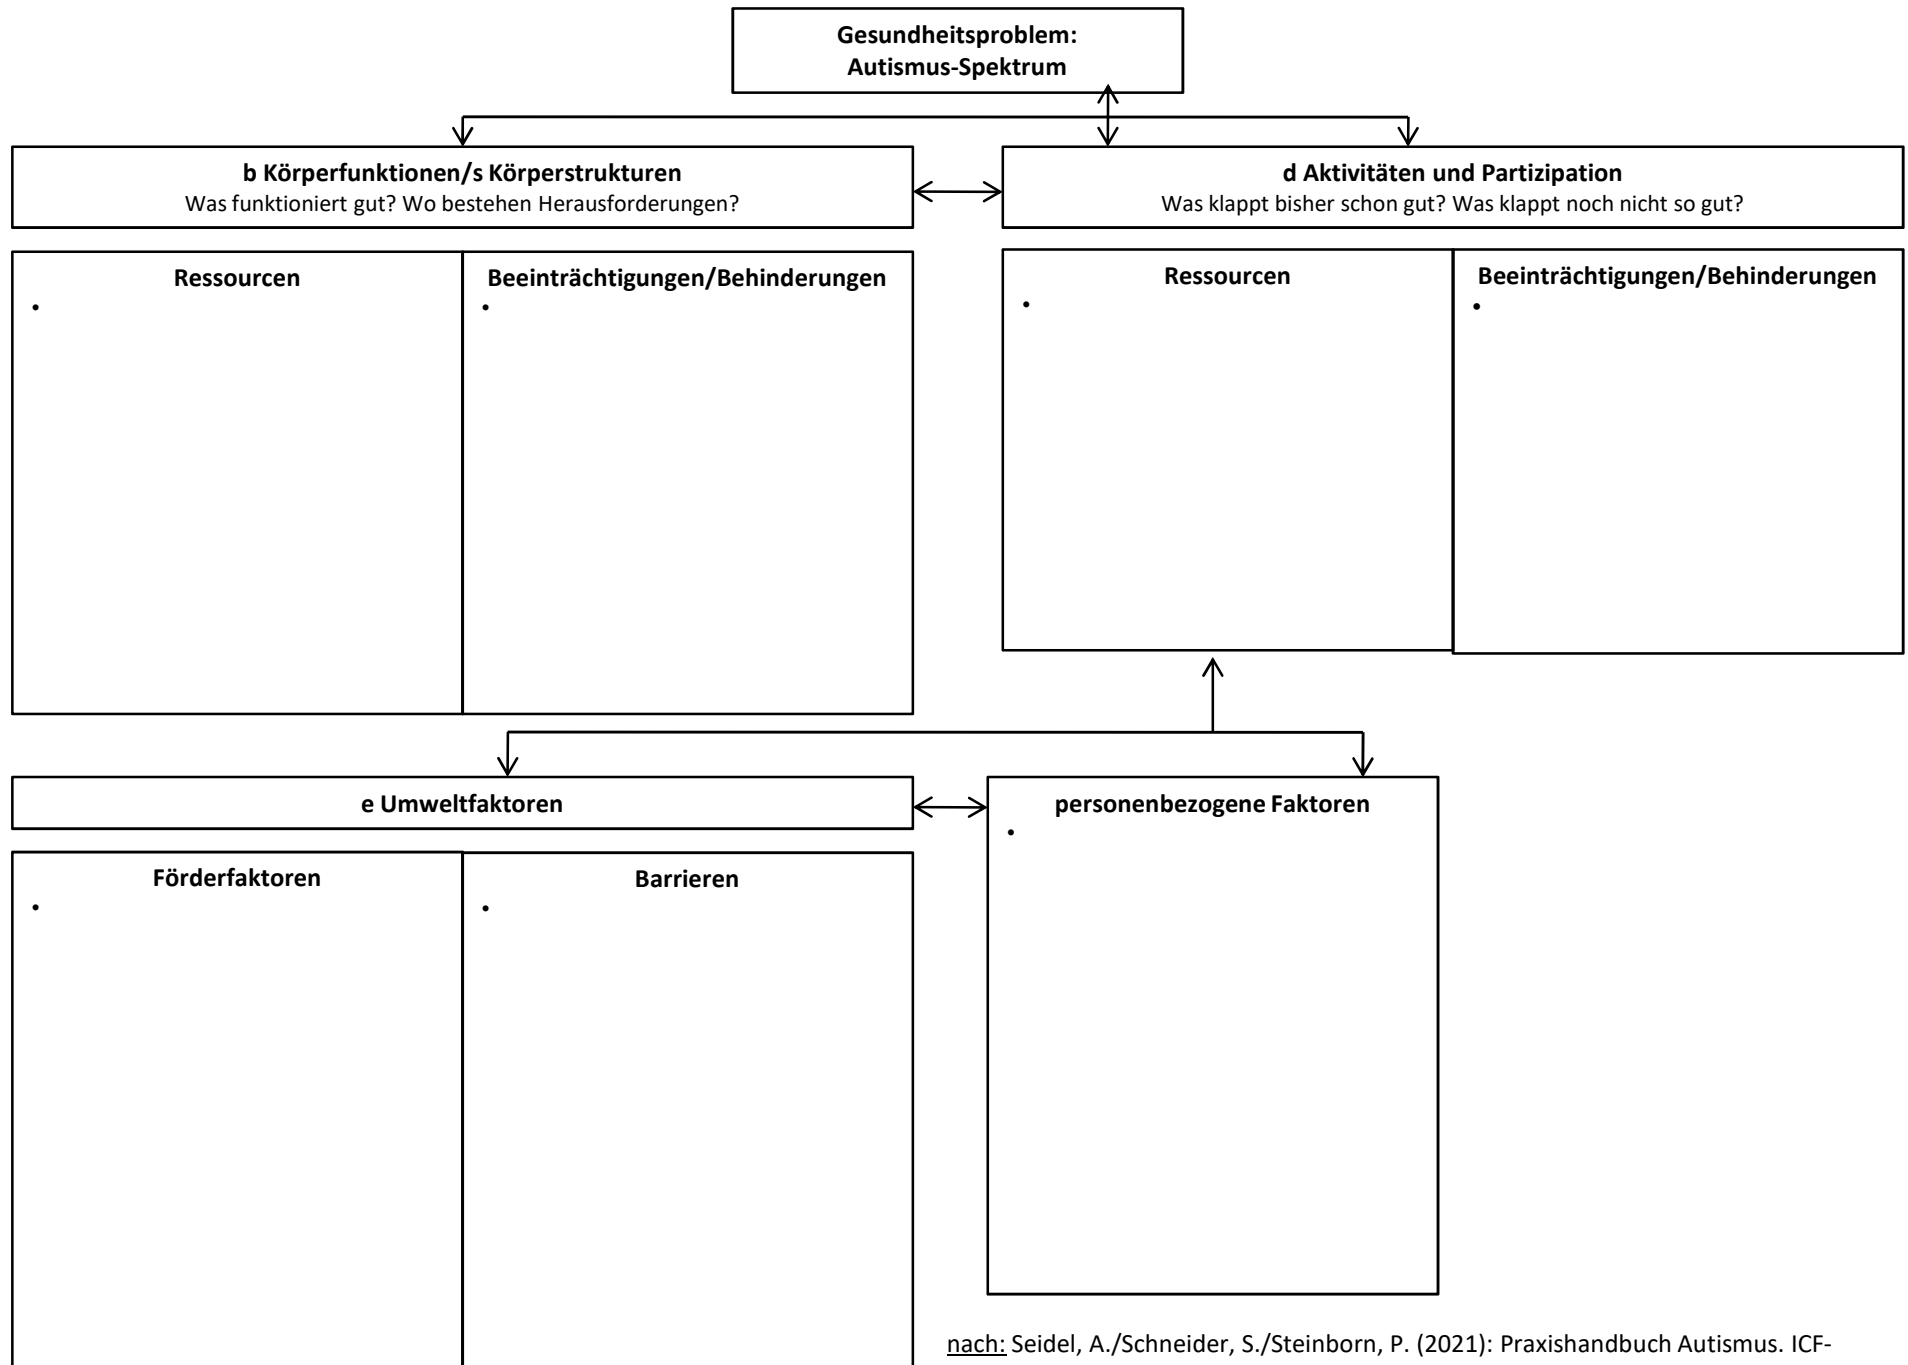 Gesundheitsproblem:
Autismus-Spektrum
b Körperfunktionen/s Körperstrukturen
Was funktioniert gut? Wo bestehen Herausforderungen?
d Aktivitäten und Partizipation
Was klappt bisher schon gut? Was klappt noch nicht so gut?
Ressourcen
•
Beeinträchtigungen/Behinderungen
•
Ressourcen
•
Beeinträchtigungen/Behinderungen
•
e Umweltfaktoren
personenbezogene Faktoren
•
Förderfaktoren
•
Barrieren
•
nach: Seidel, A./Schneider, S./Steinborn, P. (2021): Praxishandbuch Autismus. ICF-